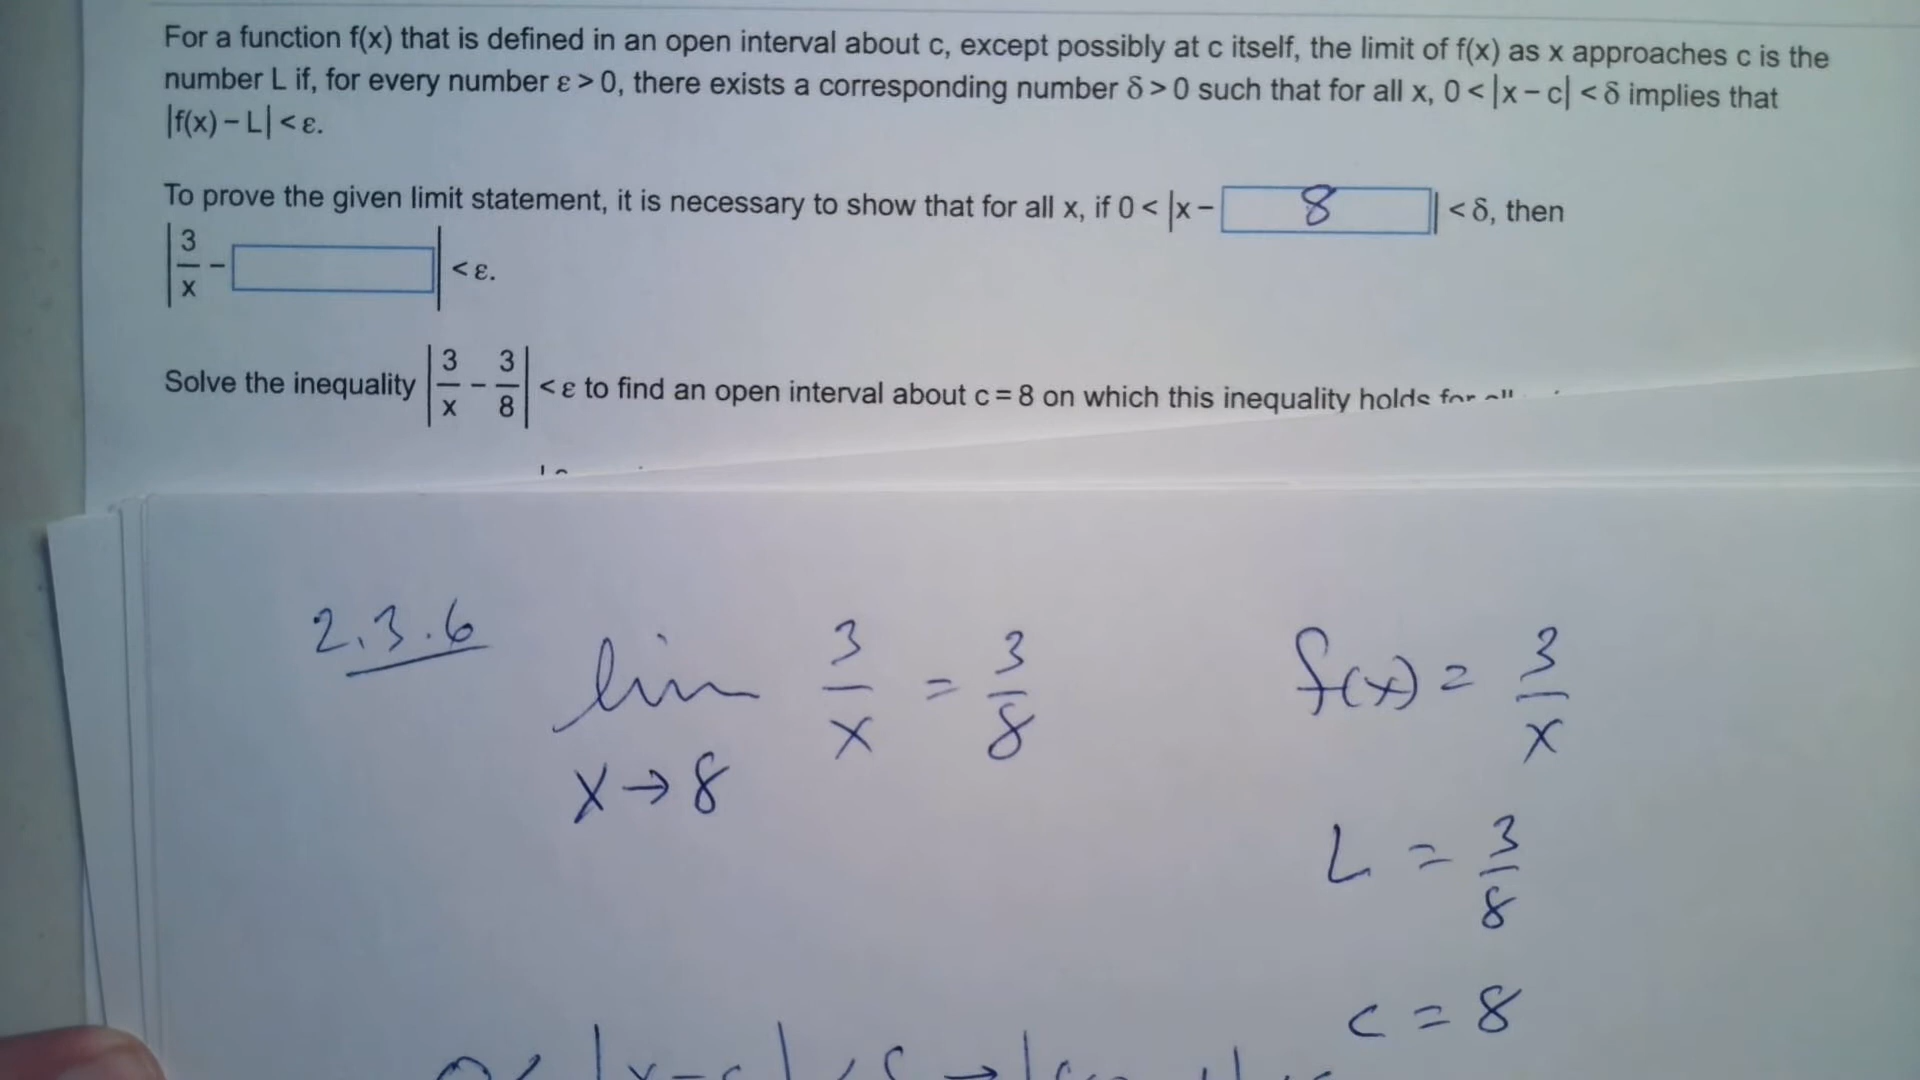 For a function f(x) that is defined in an open interval about c, except possibly at c itself, the limit of f(x) as x approaches c is the
number L if, for every number ε > 0, there exists a corresponding number δ > 0 such that for all x, 0 < |x − c| < δ implies that
|f(x) − L| < ε.
To prove the given limit statement, it is necessary to show that for all x, if 0 < |x − 8| < δ, then
|3/x − | < ε.
Solve the inequality |3/x − 3/8| < ε to find an open interval about c = 8 on which this inequality holds for all
2.3.6
lim 3/x = 3/8
x→8
f(x) = 3/x
L = 3/8
c = 8